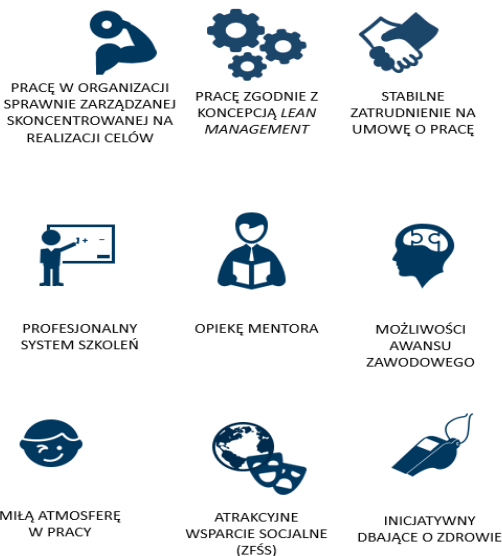 PRACĘ W ORGANIZACJI
SPRAWNIE ZARZĄDZANEJ
SKONCENTROWANEJ NA
REALIZACJI CELÓW
PRACĘ ZGODNIE Z
KONCEPCJĄ LEAN
MANAGEMENT
STABILNE
ZATRUDNIENIE NA
UMOWĘ O PRACĘ
PROFESJONALNY
SYSTEM SZKOLEŃ
OPIEKĘ MENTORA
MOŻLIWOŚCI
AWANSU
ZAWODOWEGO
MIŁĄ ATMOSFERĘ
W PRACY
ATRAKCYJNE
WSPARCIE SOCJALNE
(ZFŚS)
INICJATYWNY
DBAJĄCE O ZDROWIE